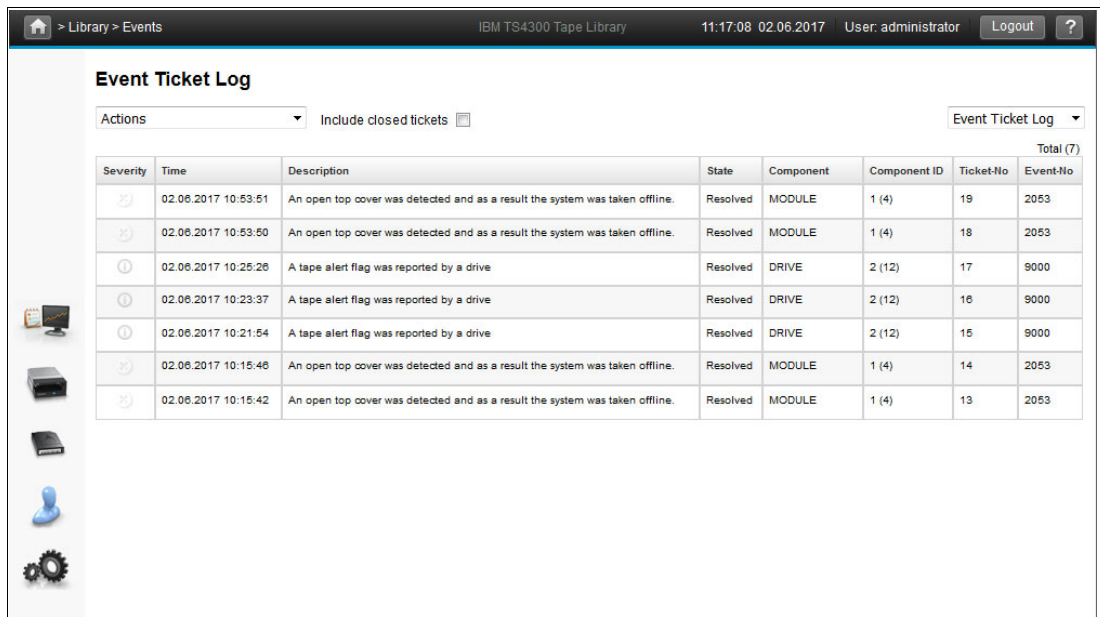 > Library > Events IBM TS4300 Tape Library 11:17:08 02.06.2017 User: administrator Logout ?
Event Ticket Log
Actions Include closed tickets Event Ticket Log
Total (7)
Severity Time Description State Component Component ID Ticket-No Event-No
02.06.2017 10:53:51 An open top cover was detected and as a result the system was taken offline. Resolved MODULE 1 (4) 19 2053
02.06.2017 10:53:50 An open top cover was detected and as a result the system was taken offline. Resolved MODULE 1 (4) 18 2053
02.06.2017 10:25:26 A tape alert flag was reported by a drive Resolved DRIVE 2 (12) 17 9000
02.06.2017 10:23:37 A tape alert flag was reported by a drive Resolved DRIVE 2 (12) 16 9000
02.06.2017 10:21:54 A tape alert flag was reported by a drive Resolved DRIVE 2 (12) 15 9000
02.06.2017 10:15:46 An open top cover was detected and as a result the system was taken offline. Resolved MODULE 1 (4) 14 2053
02.06.2017 10:15:42 An open top cover was detected and as a result the system was taken offline. Resolved MODULE 1 (4) 13 2053